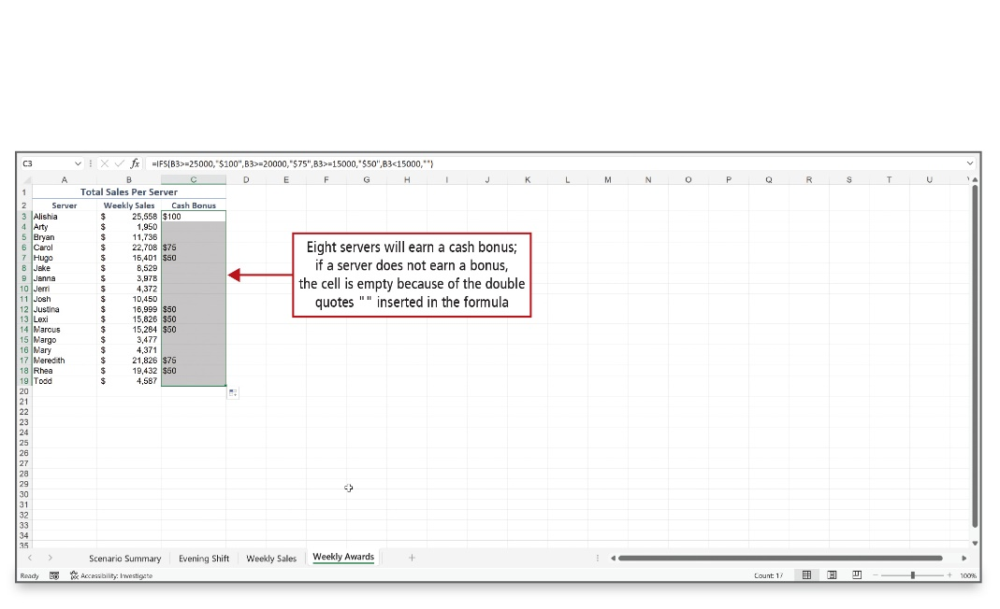 C3 fx =IFS(B3>=25000,"$100",B3>=20000,"$75",B3>=15000,"$50",B3<15000,"")
A B C D E F G H I J K L M N O P Q R S T U
1 Total Sales Per Server
2 Server Weekly Sales Cash Bonus
3 Alishia $ 25,558 $100
4 Arty $ 1,950
5 Bryan $ 11,736
6 Carol $ 22,708 $75
7 Hugo $ 16,401 $50
8 Jake $ 8,529
9 Janna $ 3,978
10 Jerri $ 4,372
11 Josh $ 10,450
12 Justina $ 16,999 $50
13 Lexi $ 15,826 $50
14 Marcus $ 15,284 $50
15 Margo $ 3,477
16 Mary $ 4,371
17 Meredith $ 21,826 $75
18 Rhea $ 19,432 $50
19 Todd $ 4,587
20
21
22
23
24
25
26
27
28
29
30
31
32
33
34
35
Eight servers will earn a cash bonus;
if a server does not earn a bonus,
the cell is empty because of the double
quotes "" inserted in the formula
Scenario Summary Evening Shift Weekly Sales Weekly Awards
Ready Accessibility: Investigate Count: 17 100%